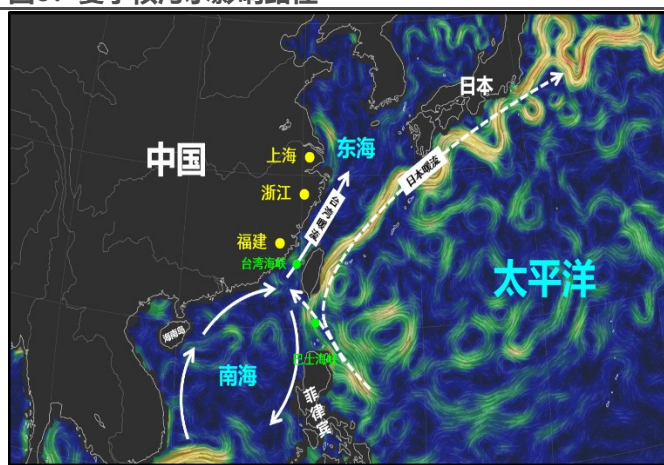 日本
中国
上海
东海
浙江
日本暖流
台湾暖流
福建
台湾海峡
太平洋
海南岛
南海
巴士海峡
菲律宾